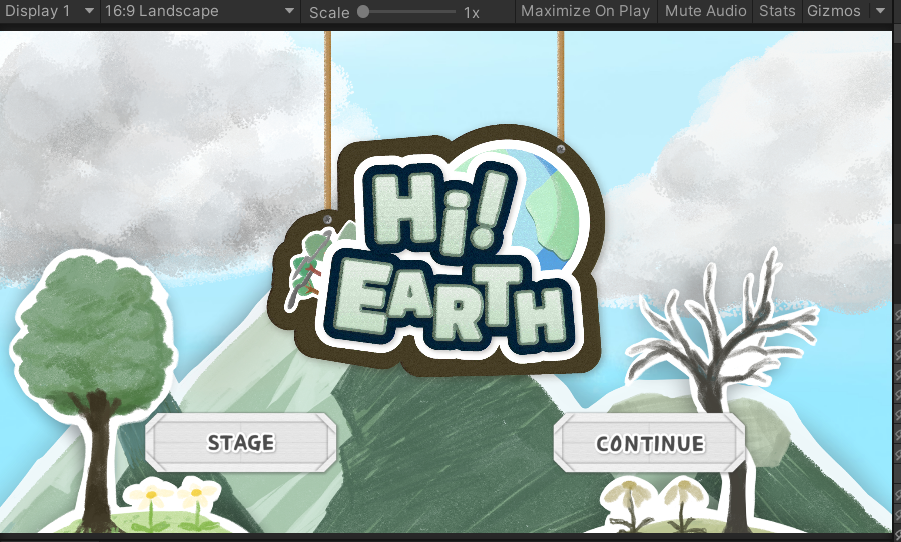 Display 1 16:9 Landscape Scale 1x Maximize On Play Mute Audio Stats Gizmos
Hi!
EARTH
STAGE CONTINUE